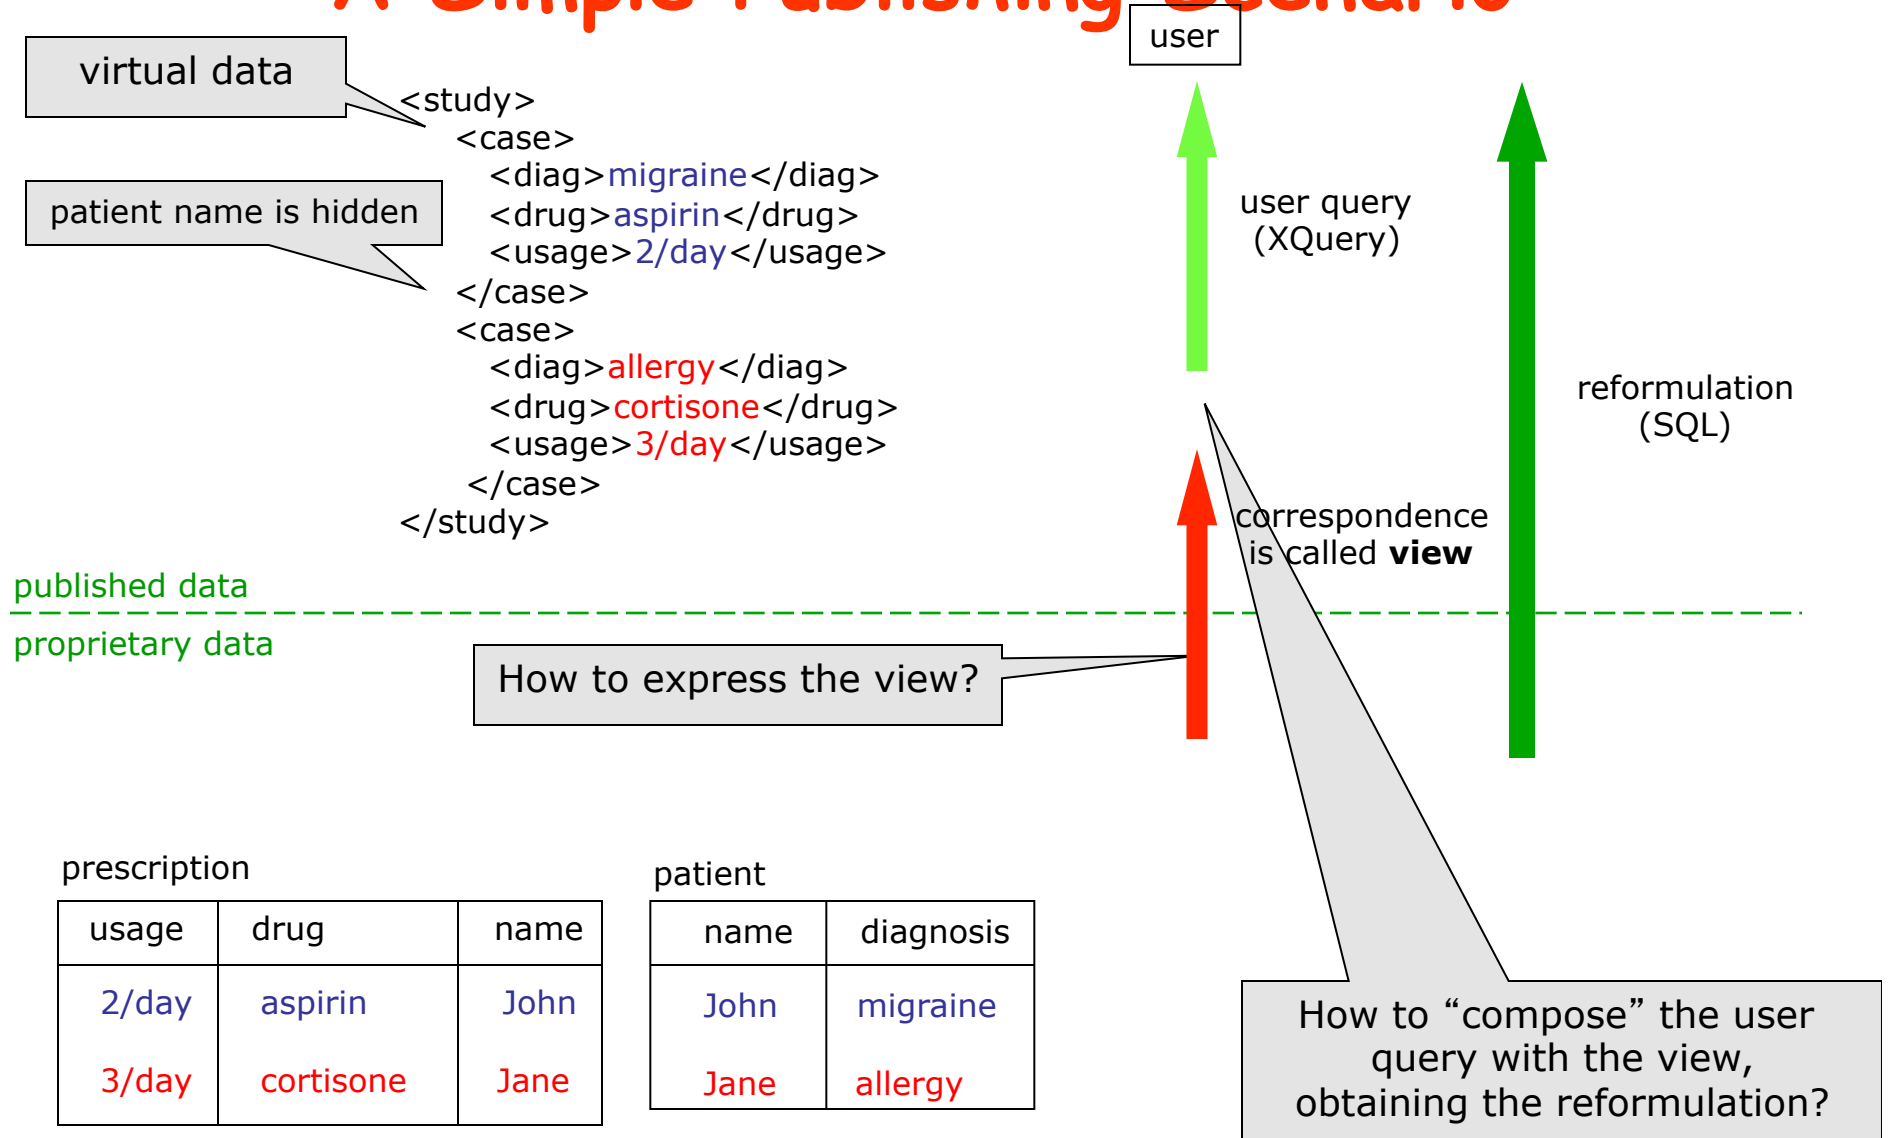 A Simple Publishing Scenario
user
virtual data
<study>
<case>
<diag>migraine</diag>
<drug>aspirin</drug>
<usage>2/day</usage>
</case>
<case>
<diag>allergy</diag>
<drug>cortisone</drug>
<usage>3/day</usage>
</case>
</study>
patient name is hidden
user query
(XQuery)
reformulation
(SQL)
correspondence
is called view
published data
proprietary data
How to express the view?
prescription
usage drug name
2/day aspirin John
3/day cortisone Jane
patient
name diagnosis
John migraine
Jane allergy
How to “compose” the user
query with the view,
obtaining the reformulation?